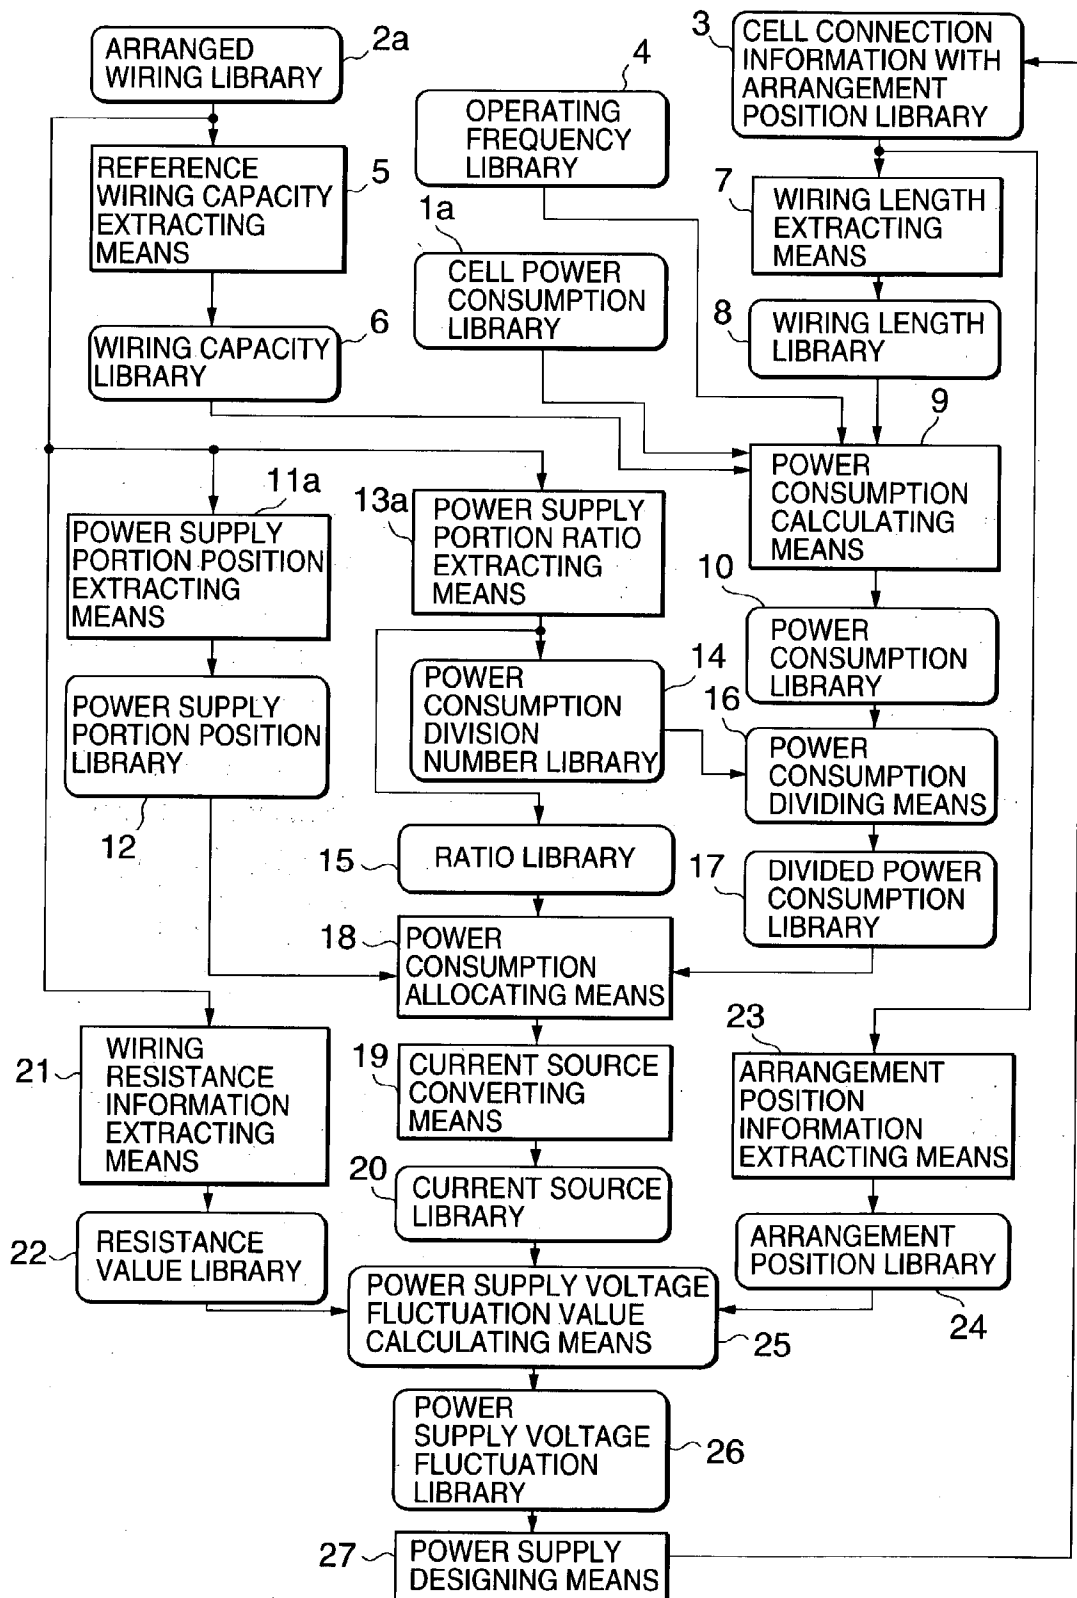 ARRANGED
WIRING LIBRARY
2a
3
CELL CONNECTION
INFORMATION WITH
ARRANGEMENT
POSITION LIBRARY
4
OPERATING
FREQUENCY
LIBRARY
REFERENCE
WIRING CAPACITY
EXTRACTING
MEANS
5
7
WIRING LENGTH
EXTRACTING
MEANS
1a
CELL POWER
CONSUMPTION
LIBRARY
6
WIRING CAPACITY
LIBRARY
8
WIRING LENGTH
LIBRARY
9
POWER
CONSUMPTION
CALCULATING
MEANS
11a
POWER SUPPLY
PORTION POSITION
EXTRACTING
MEANS
13a
POWER SUPPLY
PORTION RATIO
EXTRACTING
MEANS
10
POWER
CONSUMPTION
LIBRARY
POWER SUPPLY
PORTION POSITION
LIBRARY
12
POWER
CONSUMPTION
DIVISION
NUMBER LIBRARY
14
16
POWER
CONSUMPTION
DIVIDING MEANS
15
RATIO LIBRARY
17
DIVIDED POWER
CONSUMPTION
LIBRARY
18
POWER
CONSUMPTION
ALLOCATING MEANS
21
WIRING
RESISTANCE
INFORMATION
EXTRACTING
MEANS
19
CURRENT SOURCE
CONVERTING
MEANS
23
ARRANGEMENT
POSITION
INFORMATION
EXTRACTING MEANS
20
CURRENT SOURCE
LIBRARY
22
RESISTANCE
VALUE LIBRARY
ARRANGEMENT
POSITION LIBRARY
24
POWER SUPPLY VOLTAGE
FLUCTUATION VALUE
CALCULATING MEANS
25
POWER
SUPPLY VOLTAGE
FLUCTUATION
LIBRARY
26
27
POWER SUPPLY
DESIGNING MEANS